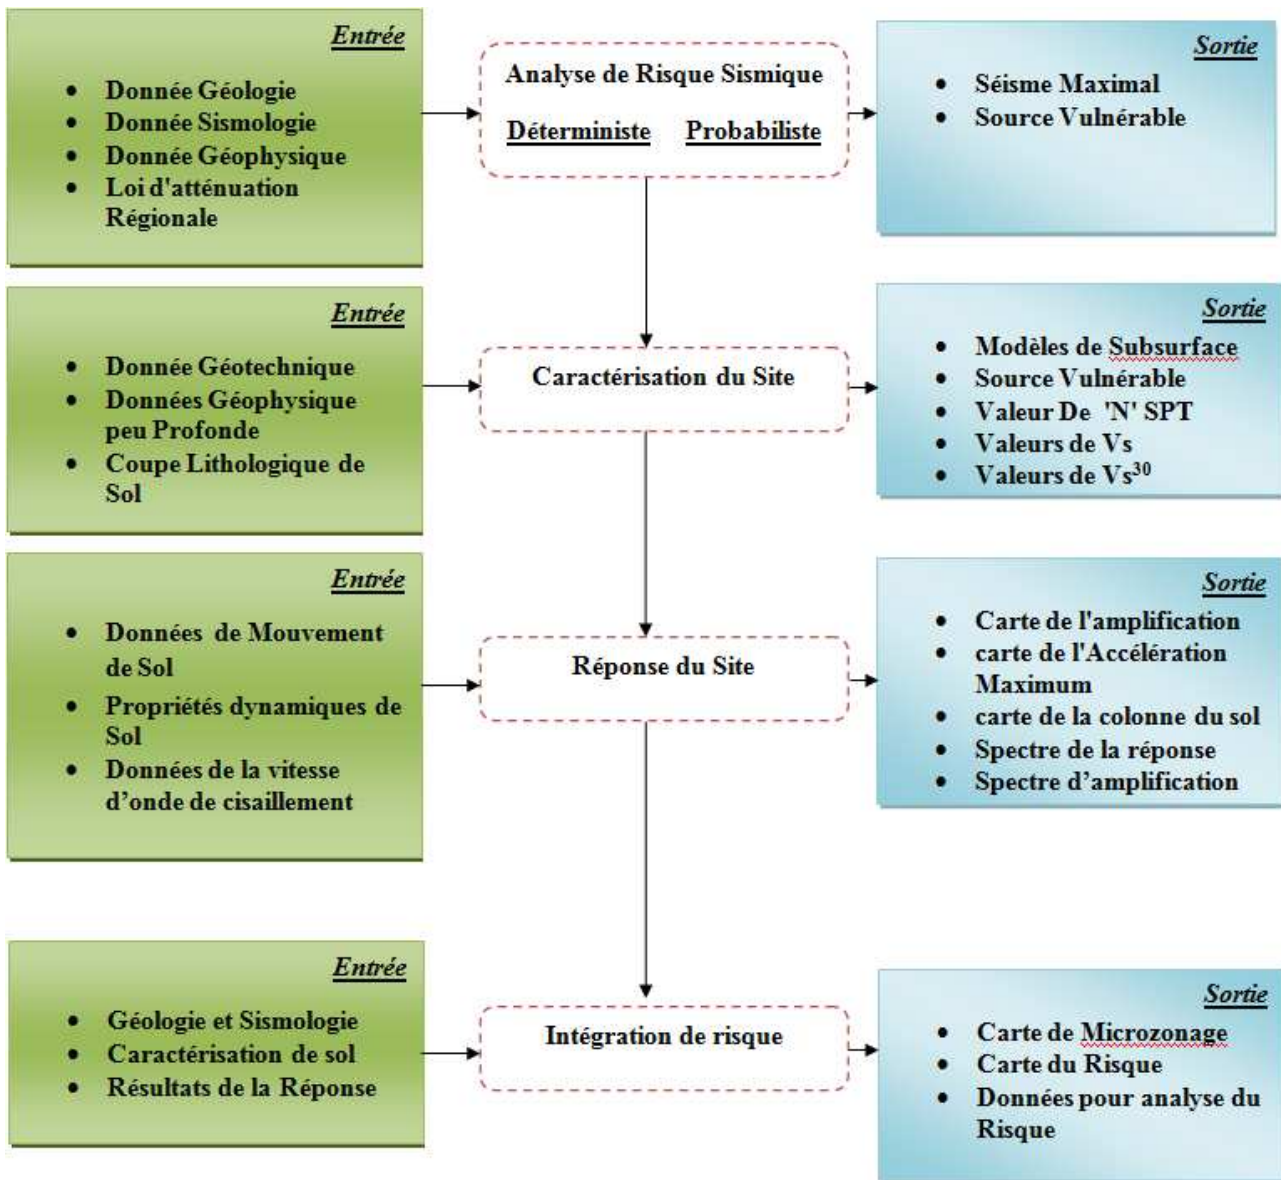 Entrée
• Donnée Géologie
• Donnée Sismologie
• Donnée Géophysique
• Loi d'atténuation
Régionale
Analyse de Risque Sismique
Déterministe Probabiliste
Sortie
• Séisme Maximal
• Source Vulnérable
Entrée
• Donnée Géotechnique
• Données Géophysique
peu Profonde
• Coupe Lithologique de
Sol
Caractérisation du Site
Sortie
• Modèles de Subsurface
• Source Vulnérable
• Valeur De 'N' SPT
• Valeurs de Vs
• Valeurs de Vs³⁰
Entrée
• Données de Mouvement
de Sol
• Propriétés dynamiques de
Sol
• Données de la vitesse
d’onde de cisaillement
Réponse du Site
Sortie
• Carte de l'amplification
• carte de l'Accélération
Maximum
• carte de la colonne du sol
• Spectre de la réponse
• Spectre d’amplification
Entrée
• Géologie et Sismologie
• Caractérisation de sol
• Résultats de la Réponse
Intégration de risque
Sortie
• Carte de Microzonage
• Carte du Risque
• Données pour analyse du
Risque